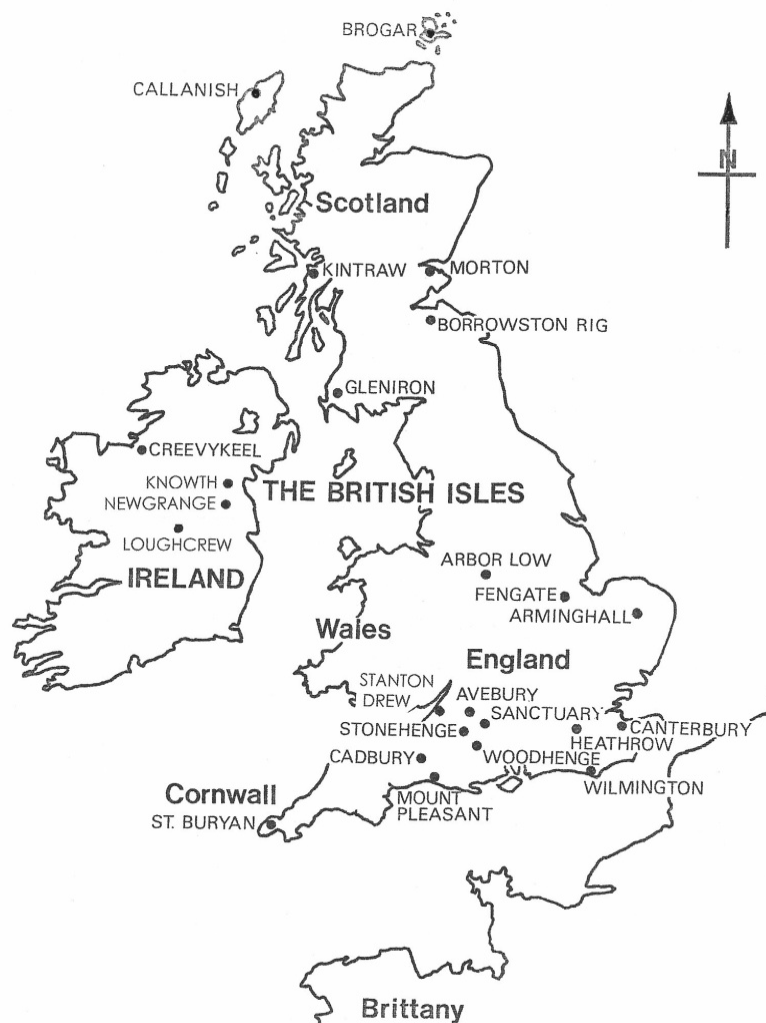 BROGAR
CALLANISH
N
Scotland
KINTRAW
MORTON
BORROWSTON RIG
GLENIRON
CREEVYKEEL
KNOWTH
THE BRITISH ISLES
NEWGRANGE
LOUGHCREW
ARBOR LOW
IRELAND
FENGATE
ARMINGHALL
Wales
England
STANTON
DREW
AVEBURY
SANCTUARY
STONEHENGE
CANTERBURY
HEATHROW
CADBURY
WOODHENGE
WILMINGTON
Cornwall
MOUNT
PLEASANT
ST. BURYAN
Brittany